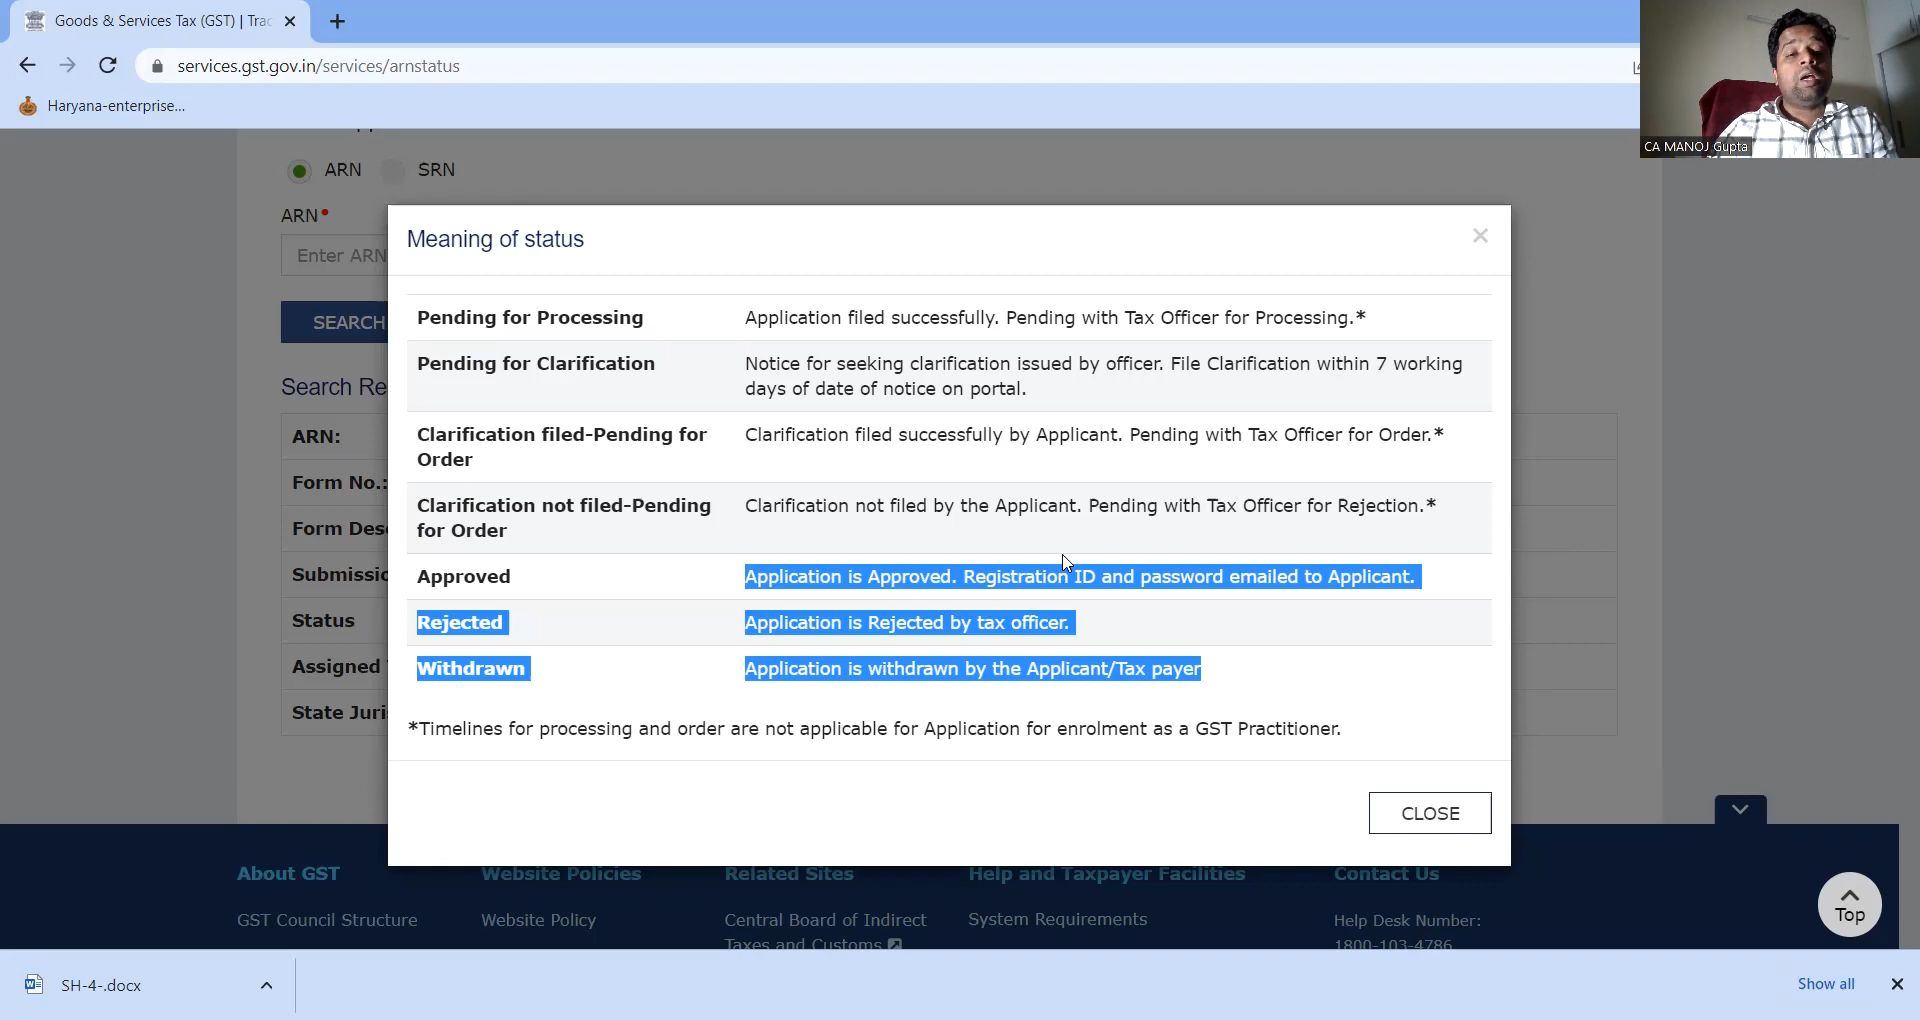 Goods & Services Tax (GST) | Trac
services.gst.gov.in/services/arnstatus
Haryana-enterprise...
CA MANOJ Gupta
ARN SRN
ARN•
Enter ARN
SEARCH
Search Re
ARN:
Form No.:
Form Desc
Submissio
Status
Assigned
State Juri
Meaning of status
Pending for Processing Application filed successfully. Pending with Tax Officer for Processing.*
Pending for Clarification Notice for seeking clarification issued by officer. File Clarification within 7 working
days of date of notice on portal.
Clarification filed-Pending for Clarification filed successfully by Applicant. Pending with Tax Officer for Order.*
Order
Clarification not filed-Pending Clarification not filed by the Applicant. Pending with Tax Officer for Rejection.*
for Order
Approved Application is Approved. Registration ID and password emailed to Applicant.
Rejected Application is Rejected by tax officer.
Withdrawn Application is withdrawn by the Applicant/Tax payer
*Timelines for processing and order are not applicable for Application for enrolment as a GST Practitioner.
CLOSE
About GST Website Policies Related Sites Help and Taxpayer Facilities Contact Us
GST Council Structure Website Policy Central Board of Indirect System Requirements Help Desk Number:
Taxes and Customs 1800-103-4786
Top
SH-4-.docx
Show all